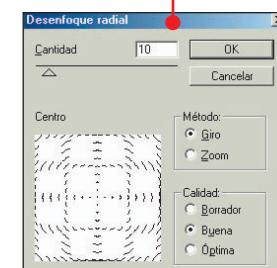 Desenfoque radial
Cantidad 10
OK
Cancelar
Centro
Método:
Giro
Zoom
Calidad:
Borrador
Buena
Óptima